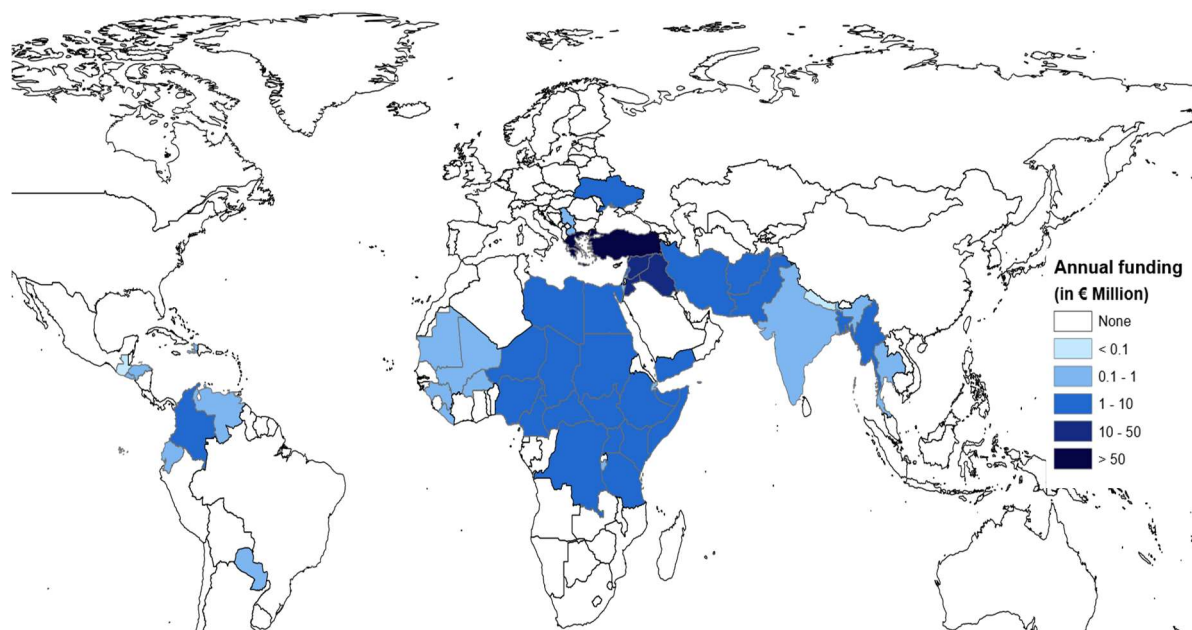 Annual funding
(in € Million)
None
< 0.1
0.1 - 1
1 - 10
10 - 50
> 50